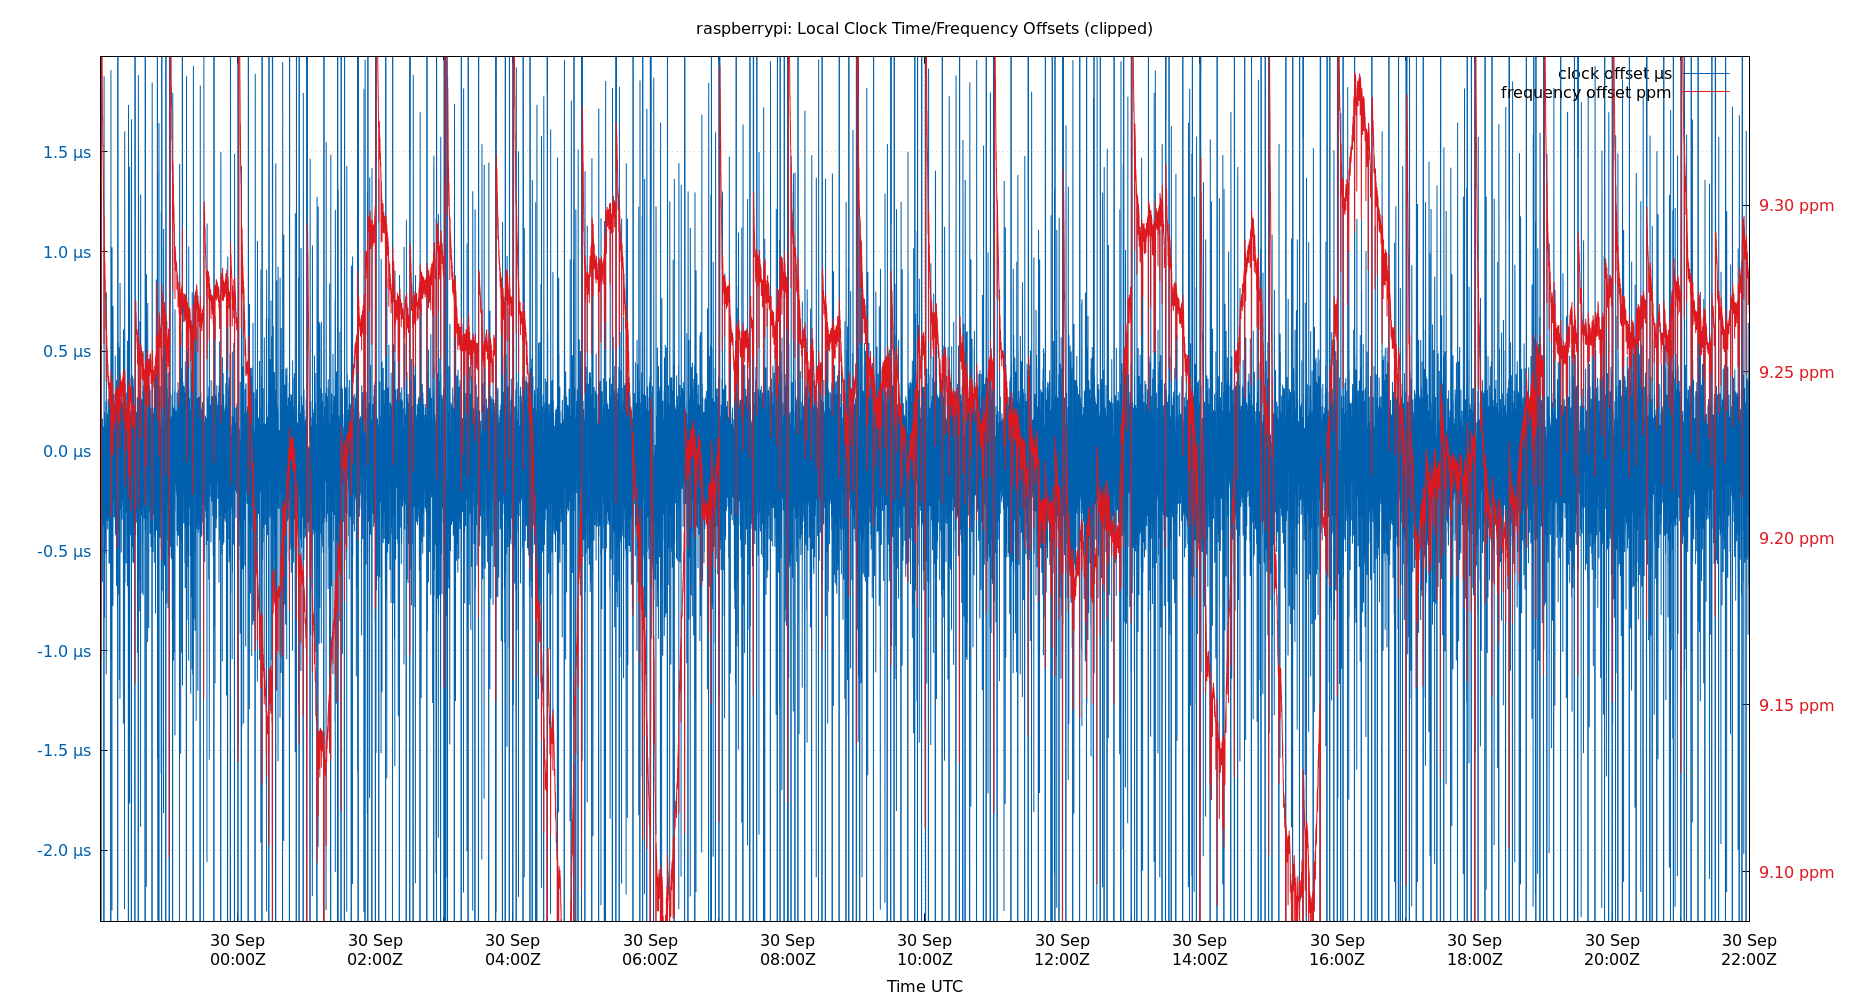 raspberrypi: Local Clock Time/Frequency Offsets (clipped)
clock offset µs
frequency offset ppm
1.5 µs
1.0 µs
0.5 µs
0.0 µs
-0.5 µs
-1.0 µs
-1.5 µs
-2.0 µs
9.30 ppm
9.25 ppm
9.20 ppm
9.15 ppm
9.10 ppm
30 Sep 30 Sep 30 Sep 30 Sep 30 Sep 30 Sep 30 Sep 30 Sep 30 Sep 30 Sep 30 Sep 30 Sep
00:00Z 02:00Z 04:00Z 06:00Z 08:00Z 10:00Z 12:00Z 14:00Z 16:00Z 18:00Z 20:00Z 22:00Z
Time UTC